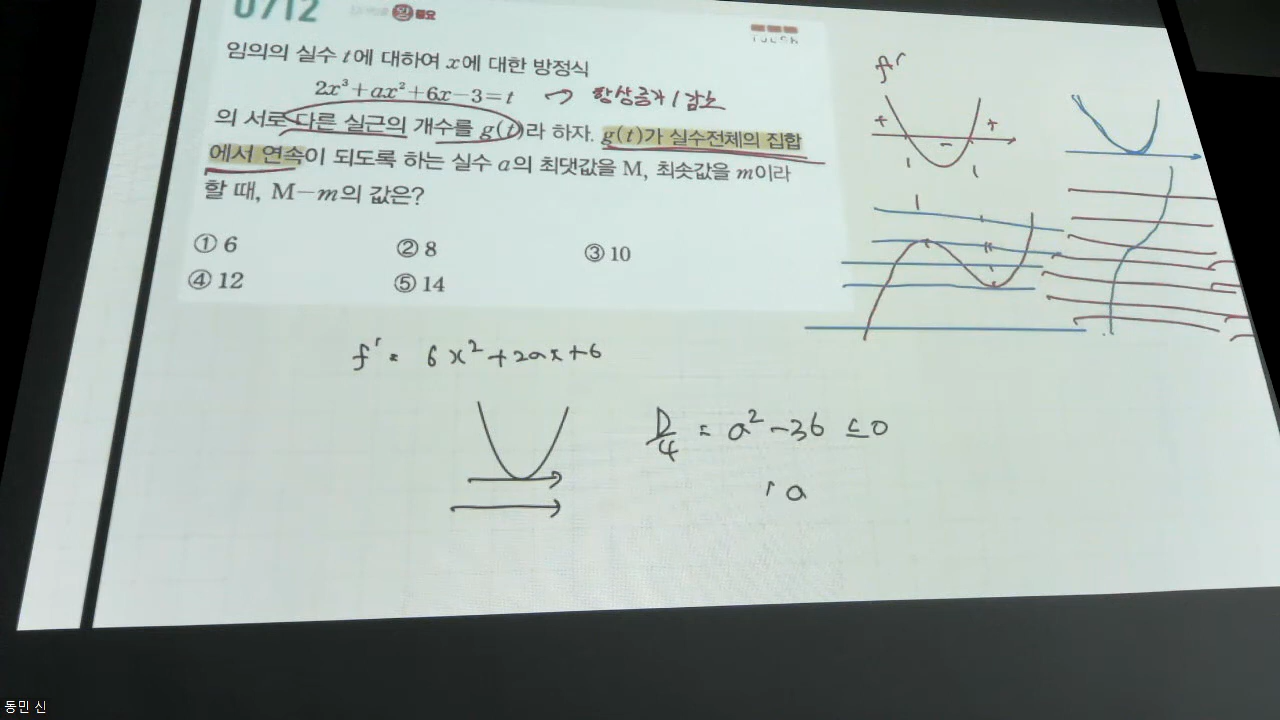 0712
왕중요
임의의 실수 t에 대하여 x에 대한 방정식
2x³+ax²+6x-3=t → 항상증가/감소
의 서로 다른 실근의 개수를 g(t)라 하자. g(t)가 실수전체의 집합
에서 연속이 되도록 하는 실수 a의 최댓값을 M, 최솟값을 m이라
할 때, M-m의 값은?
① 6 ② 8 ③ 10
④ 12 ⑤ 14
f'
+ - +
f' = 6x²+2ax+6
D/4 = a²-36 ≤0
a
동민 신